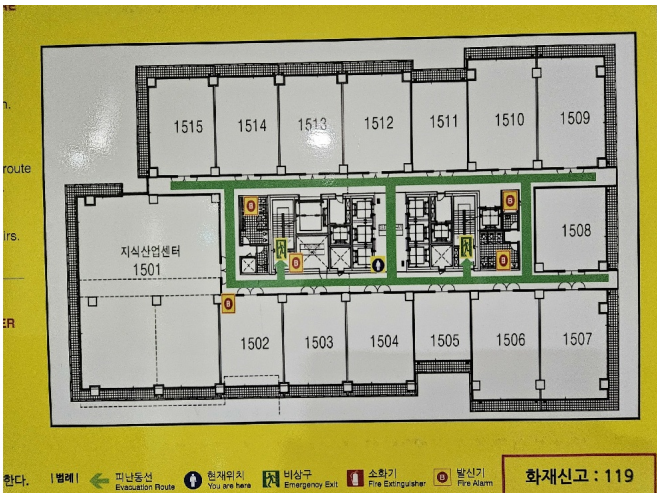 n.
route
irs.
ER
한다.
1515
1514
1513
1512
1511
1510
1509
1508
지식산업센터
1501
1502
1503
1504
1505
1506
1507
|범례|
피난동선
Evacuation Route
현재위치
You are here
비상구
Emergency Exit
소화기
Fire Extinguisher
발신기
Fire Alarm
화재신고 : 119